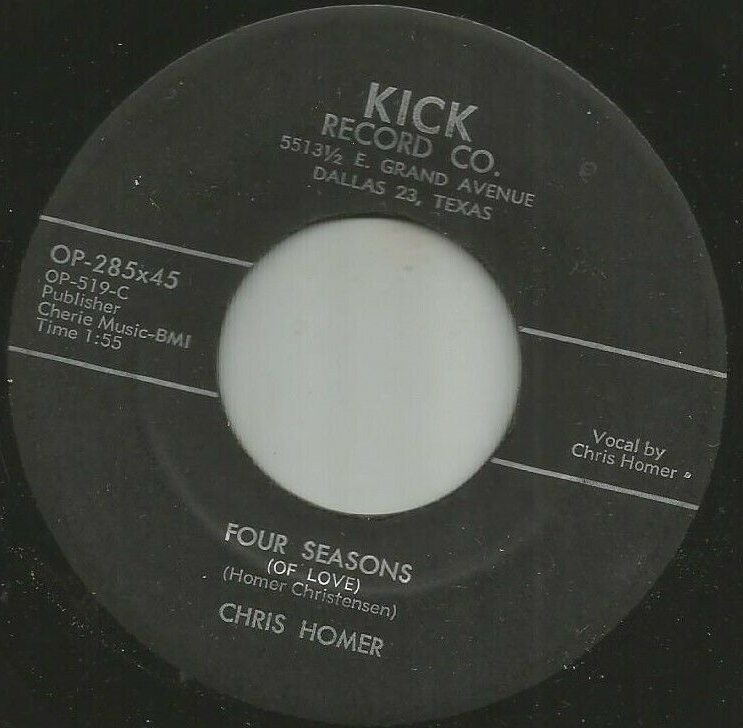 KICK
RECORD CO.
5513½ E. GRAND AVENUE
DALLAS 23, TEXAS
OP-285x45
OP-519-C
Publisher
Cherie Music-BMI
Time 1:55
Vocal by
Chris Homer
FOUR SEASONS
(OF LOVE)
(Homer Christensen)
CHRIS HOMER